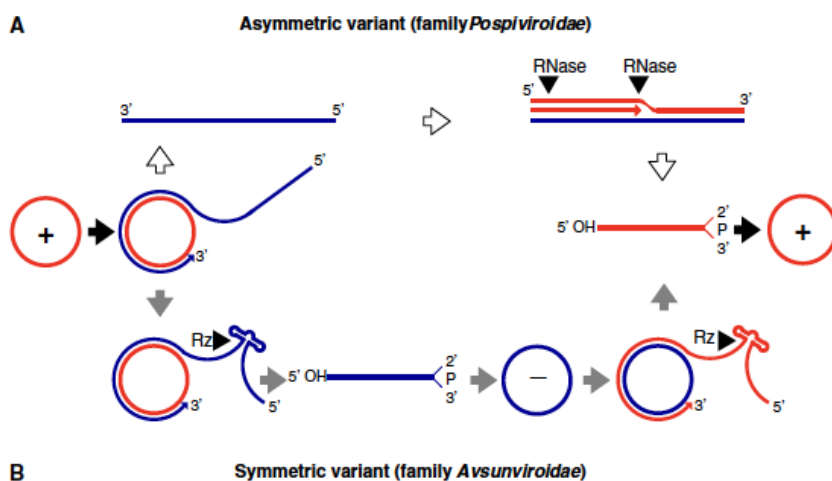 A Asymmetric variant (family Pospiviroidae)
RNase RNase
5' 3'
3' 5'
5'
+ 3'
5' OH 2' P 3' +
Rz Rz
5' OH 2' P 3' −
3' 5' 3' 5'
B Symmetric variant (family Avsunviroidae)